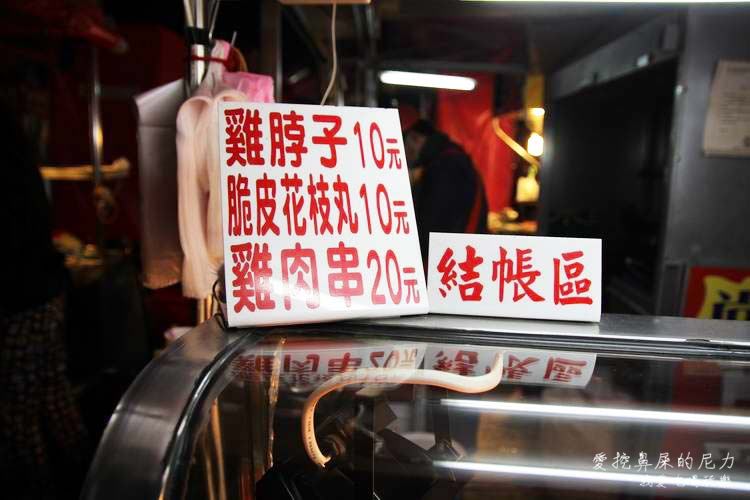 雞脖子10元
脆皮花枝丸10元
雞肉串20元
結帳區
愛挖鼻屎的尼力